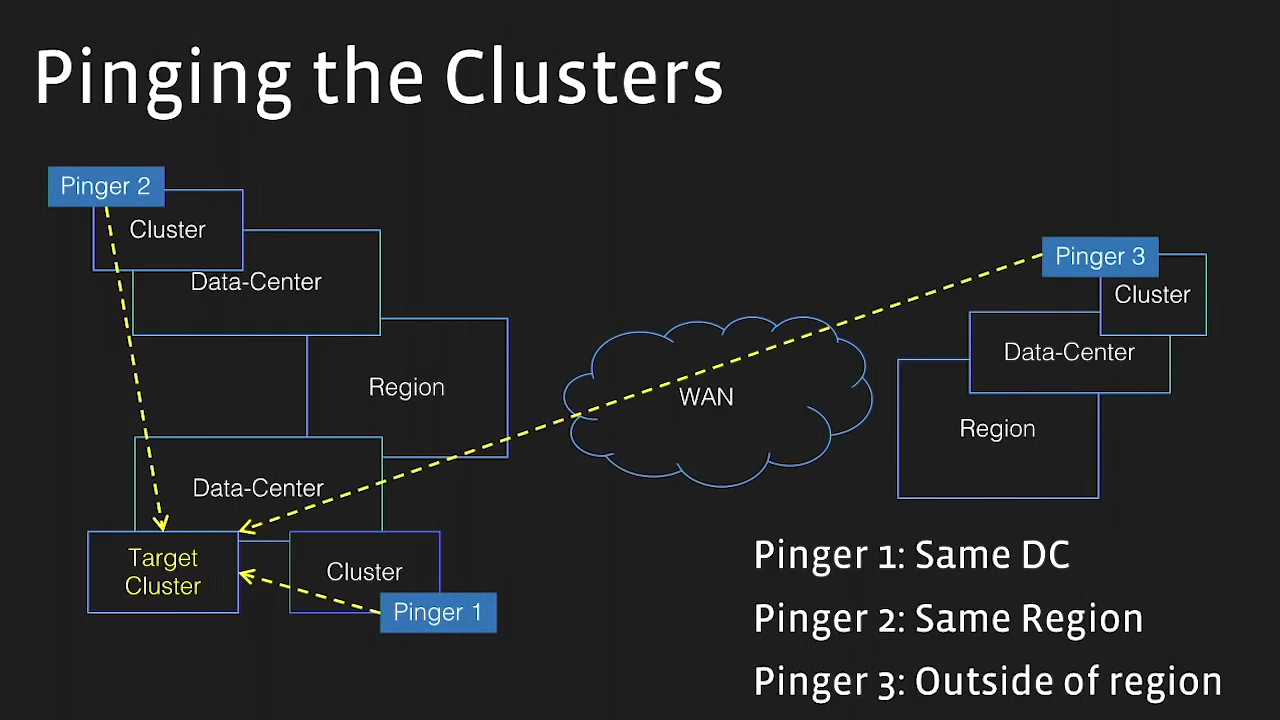 Pinging the Clusters
Pinger 2
Cluster
Data-Center
Region
Data-Center
Target
Cluster
Cluster
Pinger 1
WAN
Pinger 3
Cluster
Data-Center
Region
Pinger 1: Same DC
Pinger 2: Same Region
Pinger 3: Outside of region